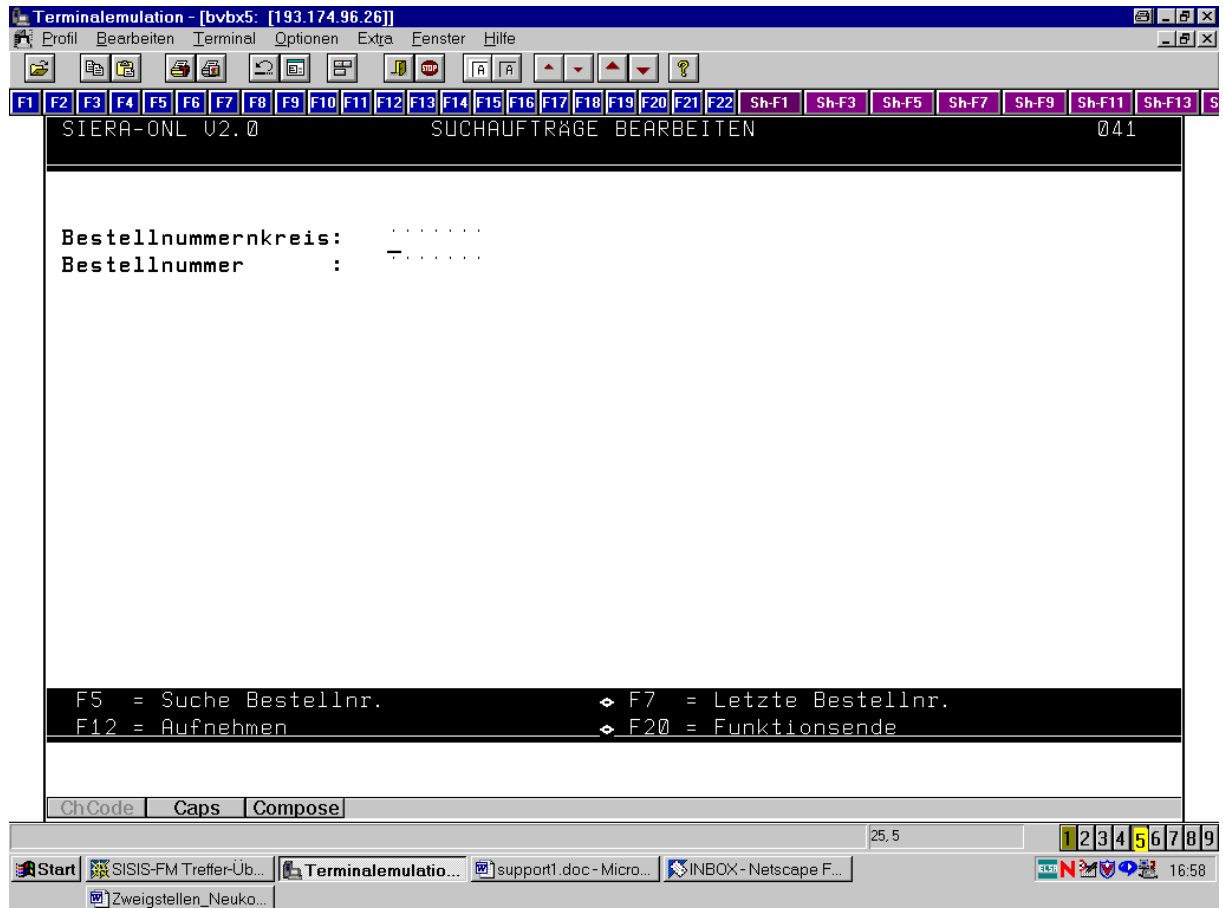 Terminalemulation - [bvbx5: [193.174.96.26]]
Profil Bearbeiten Terminal Optionen Extra Fenster Hilfe
F1 F2 F3 F4 F5 F6 F7 F8 F9 F10 F11 F12 F13 F14 F15 F16 F17 F18 F19 F20 F21 F22 Sh-F1 Sh-F3 Sh-F5 Sh-F7 Sh-F9 Sh-F11 Sh-F13 S
SIERA-ONL V2.0 SUCHAUFTRÄGE BEARBEITEN 041
Bestellnummernkreis: .......
Bestellnummer : .......
F5 = Suche Bestellnr. F7 = Letzte Bestellnr.
F12 = Aufnehmen F20 = Funktionsende
ChCode Caps Compose
25, 5 1 2 3 4 5 6 7 8 9
Start SISIS-FM Treffer-Üb... Terminalemulatio... support1.doc - Micro... INBOX - Netscape F... 16:58
Zweigstellen_Neuko...